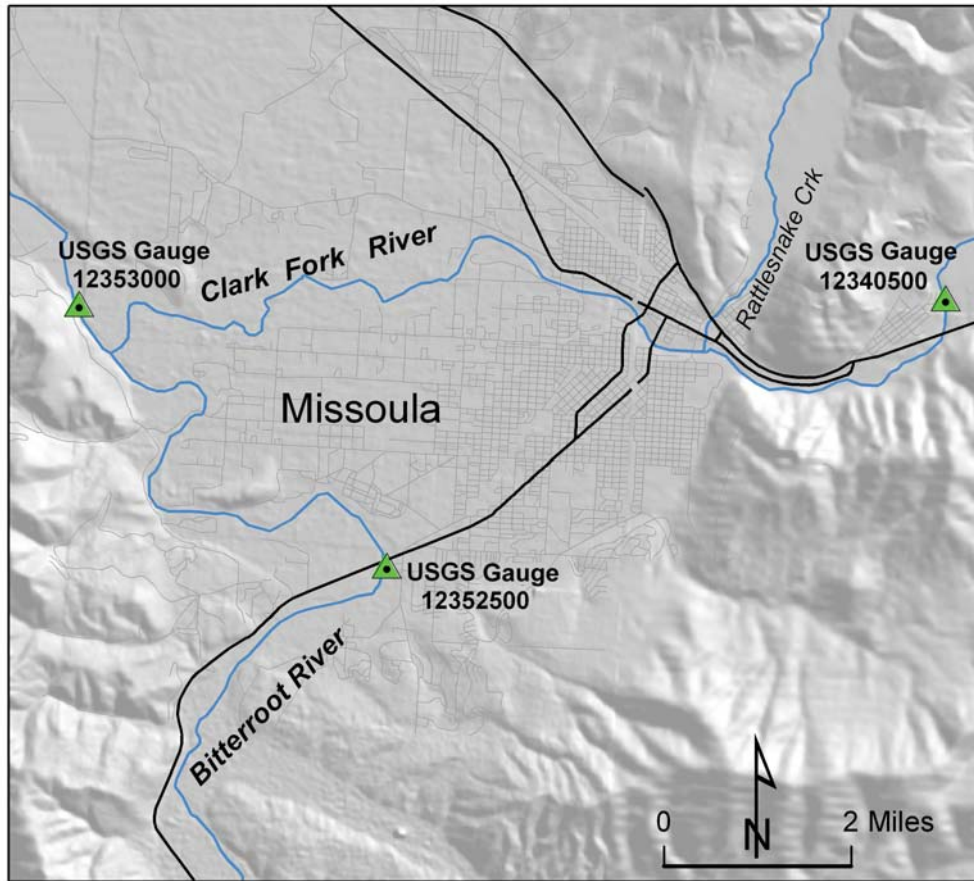 USGS Gauge
12353000
Clark Fork River
Rattlesnake Crk
USGS Gauge
12340500
Missoula
USGS Gauge
12352500
Bitterroot River
0 2 Miles
N